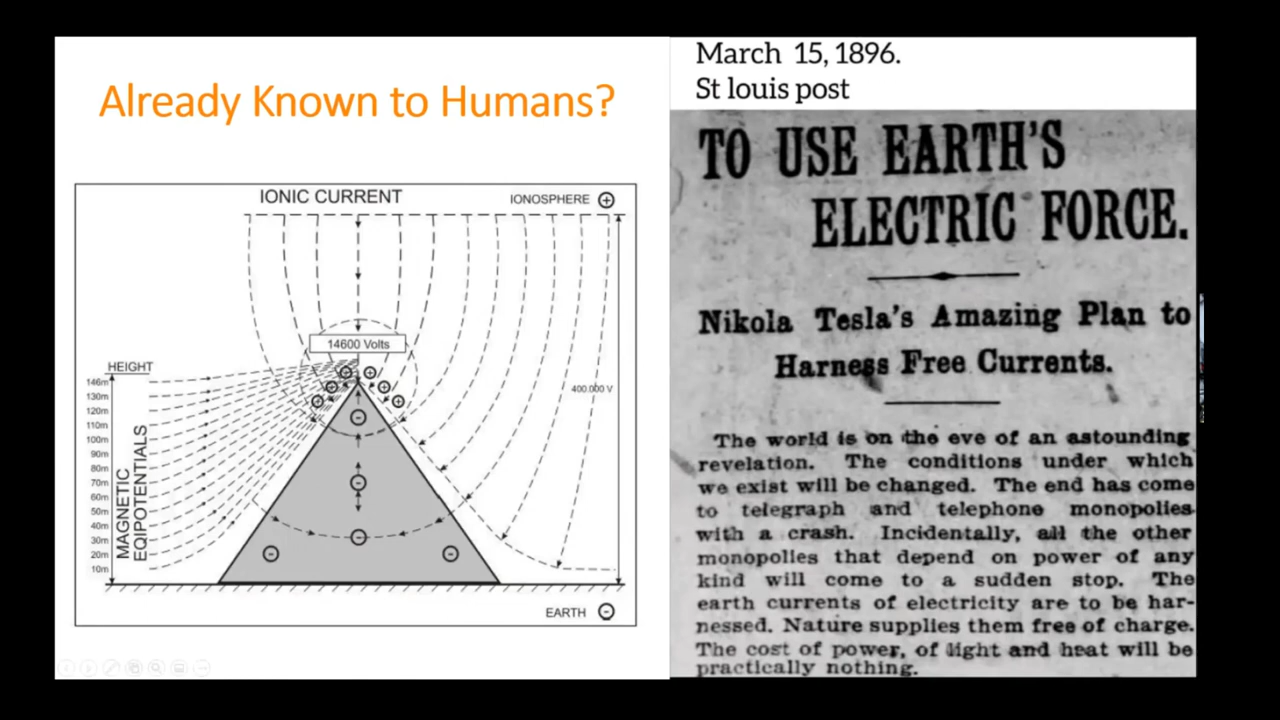 Already Known to Humans?
IONIC CURRENT
IONOSPHERE +
14600 Volts
HEIGHT
146m
130m
120m
110m
100m
90m
80m
70m
60m
50m
40m
30m
20m
10m
MAGNETIC
EQIPOTENTIALS
400.000 V
EARTH -
March 15, 1896.
St louis post
TO USE EARTH'S
ELECTRIC FORCE.
Nikola Tesla's Amazing Plan to
Harness Free Currents.
The world is on the eve of an astounding
revelation. The conditions under which
we exist will be changed. The end has come
to telegraph and telephone monopolies
with a crash. Incidentally, all the other
monopolies that depend on power of any
kind will come to a sudden stop. The
earth currents of electricity are to be har-
nessed. Nature supplies them free of charge.
The cost of power, of light and heat will be
practically nothing.